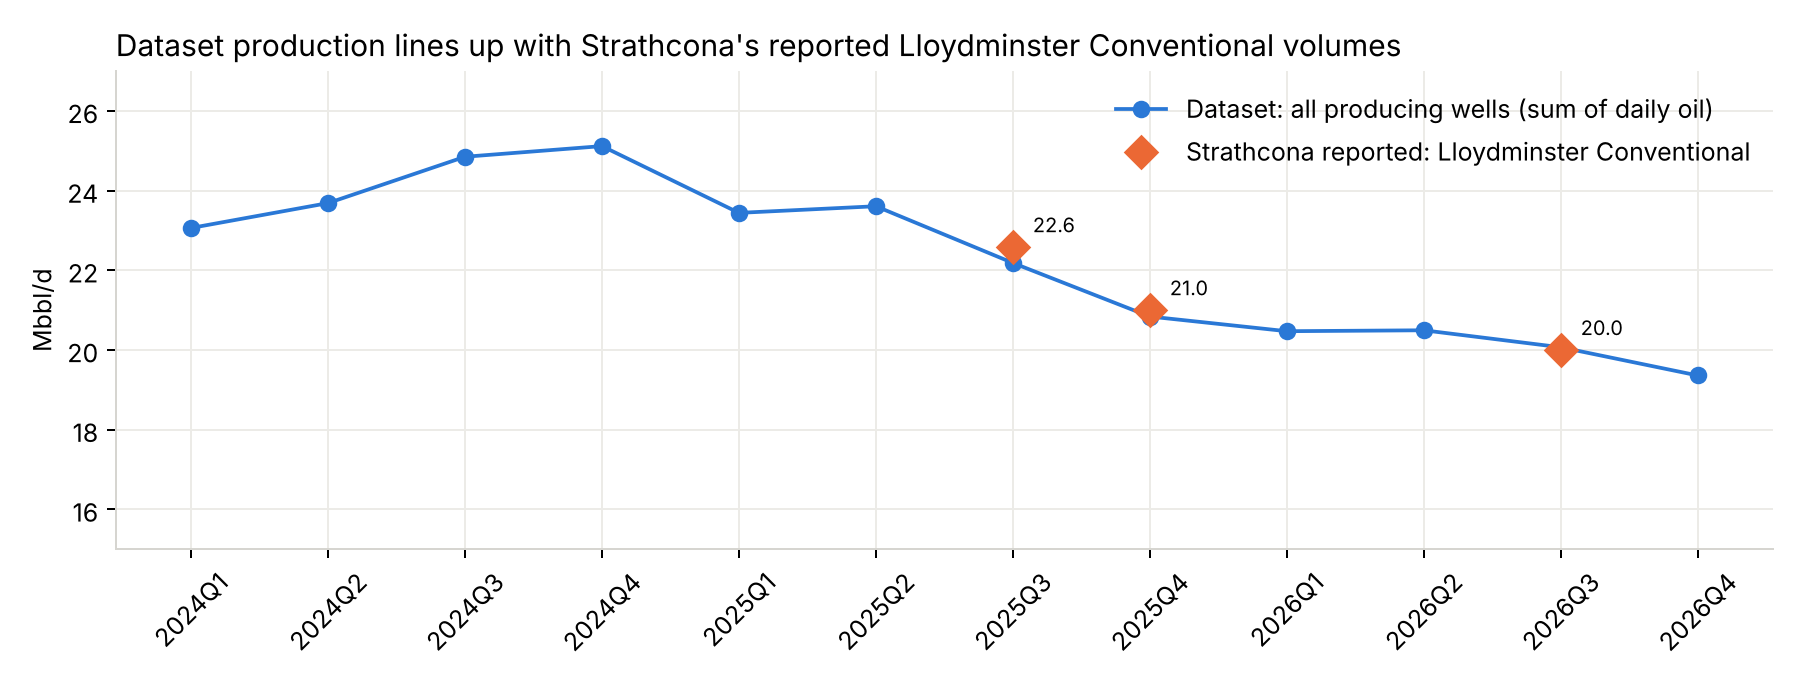 Dataset production lines up with Strathcona's reported Lloydminster Conventional volumes
Dataset: all producing wells (sum of daily oil)
Strathcona reported: Lloydminster Conventional
Mbbl/d
26
24
22
20
18
16
22.6
21.0
20.0
2024Q1
2024Q2
2024Q3
2024Q4
2025Q1
2025Q2
2025Q3
2025Q4
2026Q1
2026Q2
2026Q3
2026Q4